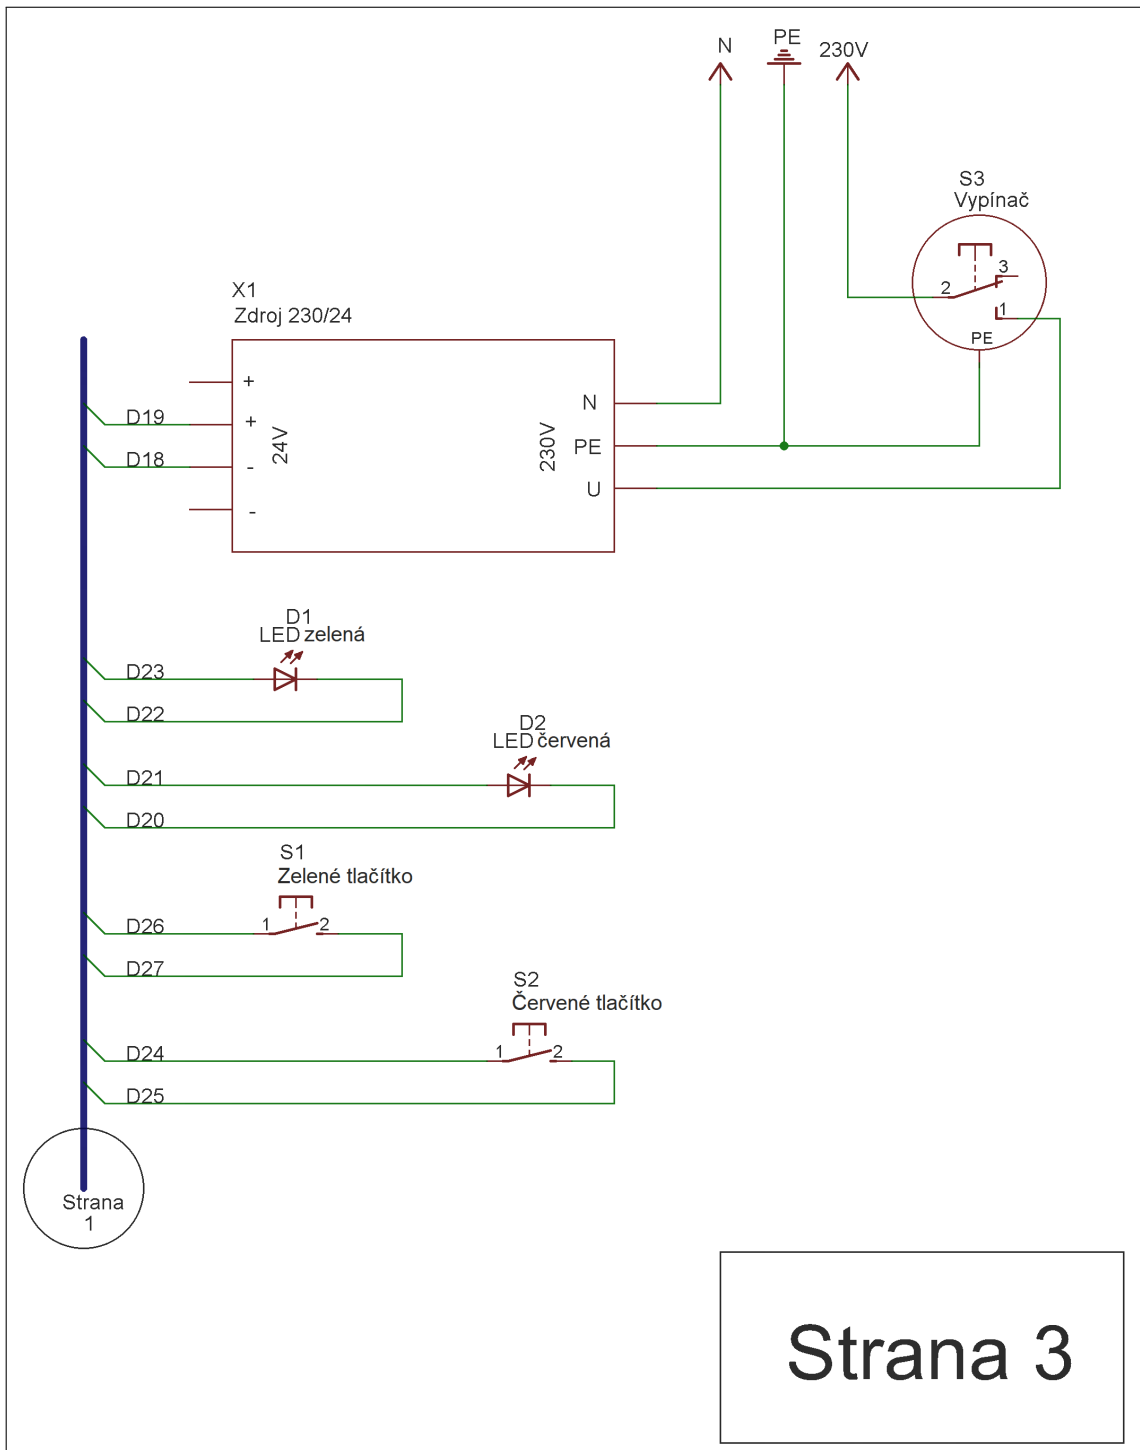 N
PE
230V
S3
Vypínač
3
2
1
PE
X1
Zdroj 230/24
+
+
-
-
24V
230V
N
PE
U
D19
D18
D1
LED zelená
D23
D22
D2
LED červená
D21
D20
S1
Zelené tlačítko
D26
1
2
D27
S2
Červené tlačítko
D24
1
2
D25
Strana
1
Strana 3